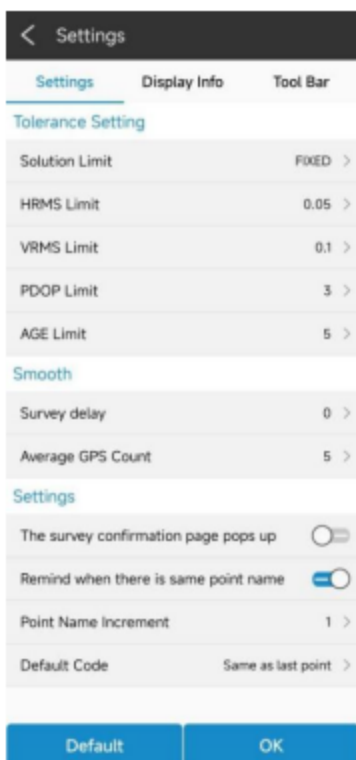 Settings
Settings Display Info Tool Bar
Tolerance Setting
Solution Limit FIXED >
HRMS Limit 0.05 >
VRMS Limit 0.1 >
PDOP Limit 3 >
AGE Limit 5 >
Smooth
Survey delay 0 >
Average GPS Count 5 >
Settings
The survey confirmation page pops up
Remind when there is same point name
Point Name Increment 1 >
Default Code Same as last point >
Default OK